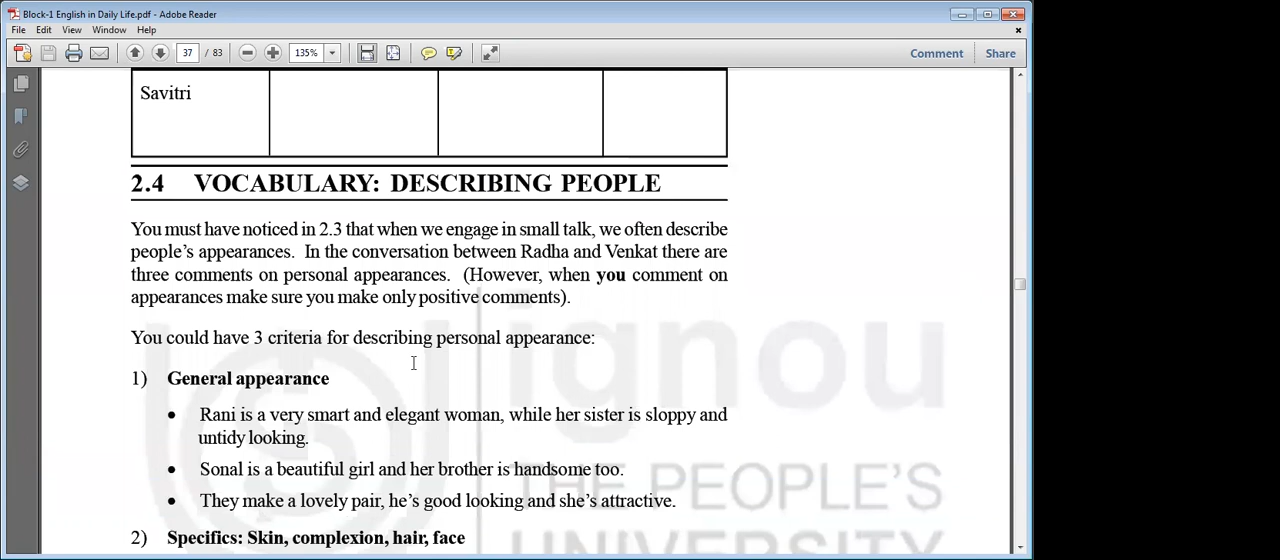 Block-1 English in Daily Life.pdf - Adobe Reader
File Edit View Window Help
37 / 83 135% Comment Share
Savitri
2.4 VOCABULARY: DESCRIBING PEOPLE
You must have noticed in 2.3 that when we engage in small talk, we often describe
people’s appearances. In the conversation between Radha and Venkat there are
three comments on personal appearances. (However, when you comment on
appearances make sure you make only positive comments).
You could have 3 criteria for describing personal appearance:
1) General appearance
• Rani is a very smart and elegant woman, while her sister is sloppy and
untidy looking.
• Sonal is a beautiful girl and her brother is handsome too.
• They make a lovely pair, he’s good looking and she’s attractive.
2) Specifics: Skin, complexion, hair, face
ignou
THE PEOPLE'S
UNIVERSITY